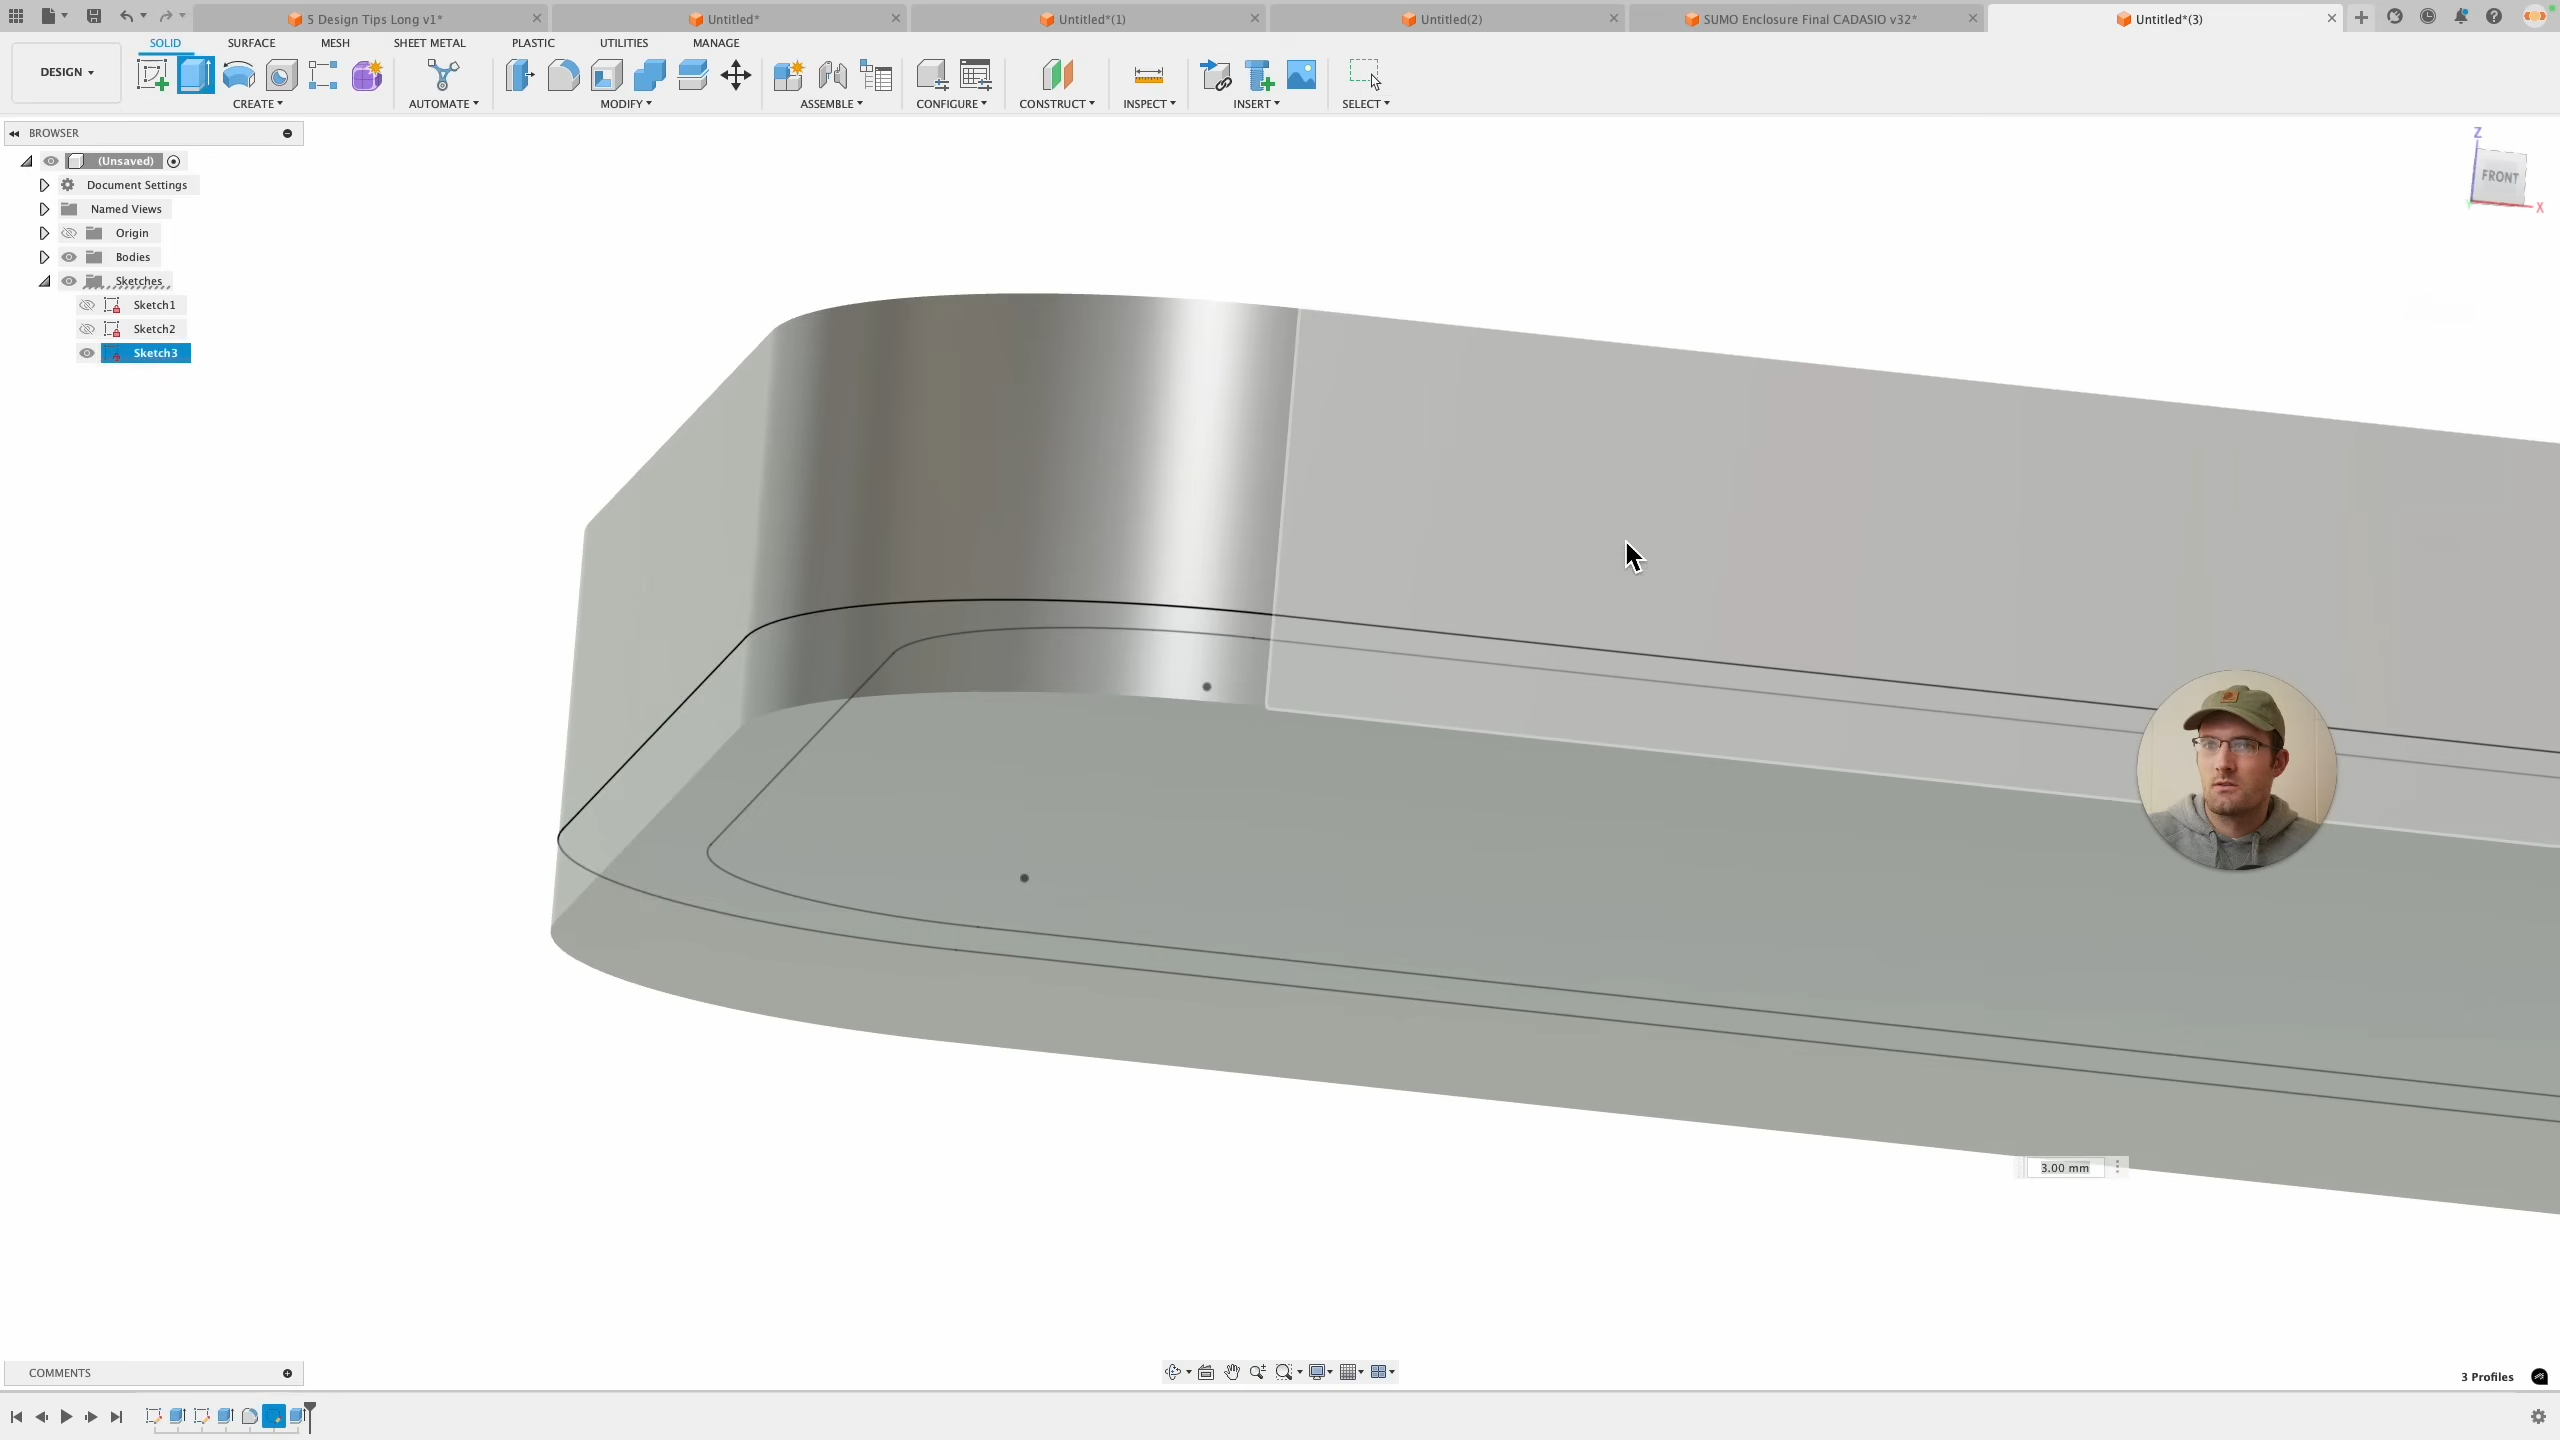 5 Design Tips Long v1*
Untitled*
Untitled*(1)
Untitled(2)
SUMO Enclosure Final CADASIO v32*
Untitled*(3)
SOLID
SURFACE
MESH
SHEET METAL
PLASTIC
UTILITIES
MANAGE
DESIGN
CREATE
AUTOMATE
MODIFY
ASSEMBLE
CONFIGURE
CONSTRUCT
INSPECT
INSERT
SELECT
BROWSER
(Unsaved)
Document Settings
Named Views
Origin
Bodies
Sketches
Sketch1
Sketch2
Sketch3
Z
FRONT
X
3.00 mm
COMMENTS
3 Profiles